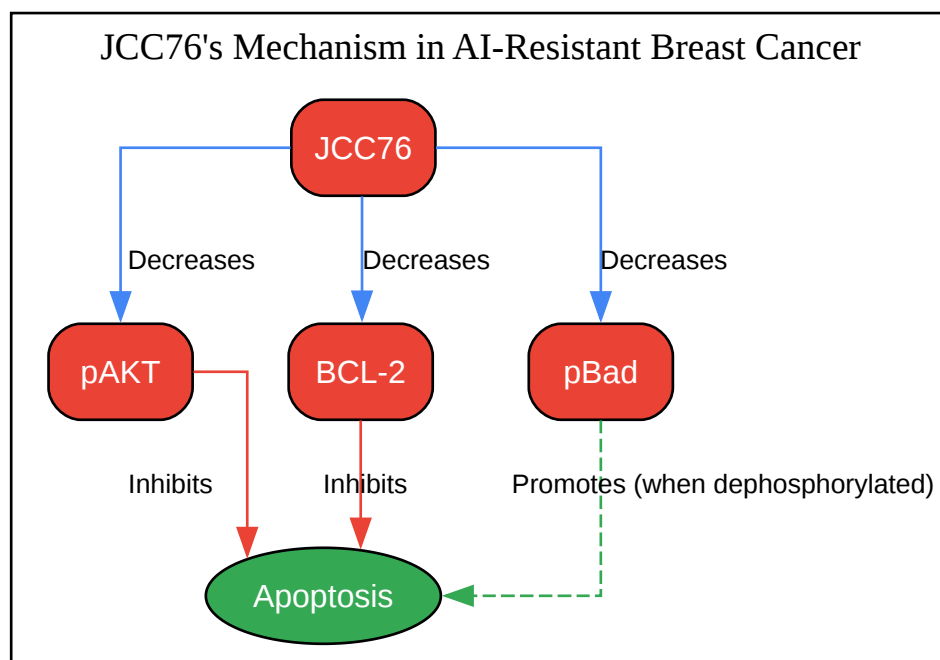 JCC76's Mechanism in AI-Resistant Breast Cancer
JCC76
Decreases
Decreases
Decreases
pAKT
BCL-2
pBad
Inhibits
Inhibits
Promotes (when dephosphorylated)
Apoptosis